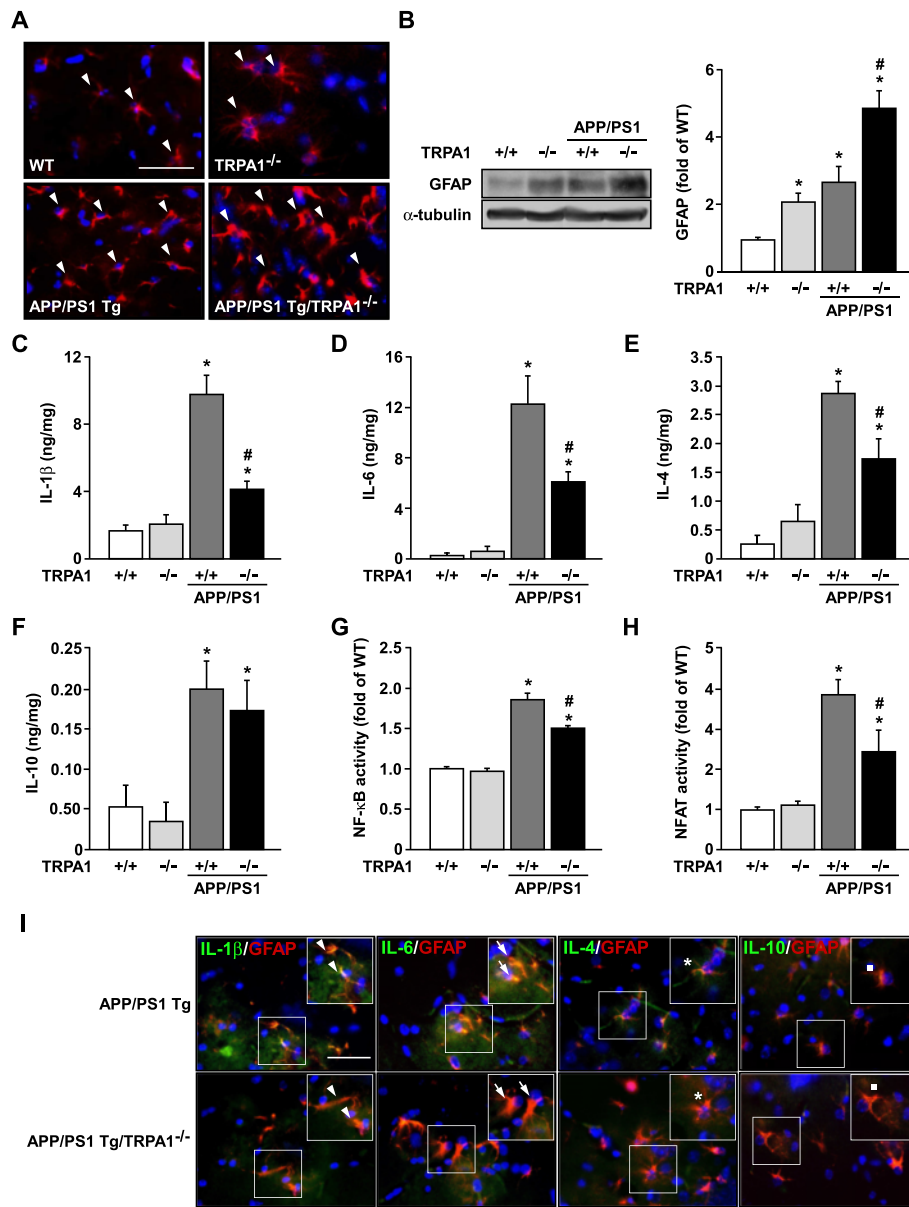 A
WT
TRPA1-/-
APP/PS1 Tg
APP/PS1 Tg/TRPA1-/-
B
APP/PS1
TRPA1 +/+ -/- +/+ -/-
GFAP
α-tubulin
GFAP (fold of WT)
6
4
2
0
*
*
#
*
TRPA1 +/+ -/- +/+ -/-
APP/PS1
C
IL-1β (ng/mg)
12
8
4
0
*
#
*
TRPA1 +/+ -/- +/+ -/-
APP/PS1
D
IL-6 (ng/mg)
16
12
8
4
0
*
#
*
TRPA1 +/+ -/- +/+ -/-
APP/PS1
E
IL-4 (ng/mg)
3.5
3.0
2.5
2.0
1.5
1.0
0.5
0
*
#
*
TRPA1 +/+ -/- +/+ -/-
APP/PS1
F
IL-10 (ng/mg)
0.25
0.20
0.15
0.10
0.50
0
*
*
TRPA1 +/+ -/- +/+ -/-
APP/PS1
G
NF-κB activity (fold of WT)
2.5
2.0
1.5
1.0
0.5
0
*
#
*
TRPA1 +/+ -/- +/+ -/-
APP/PS1
H
NFAT activity (fold of WT)
5
4
4
2
1
0
*
#
*
TRPA1 +/+ -/- +/+ -/-
APP/PS1
I
IL-1β/GFAP IL-6/GFAP IL-4/GFAP IL-10/GFAP
APP/PS1 Tg
*
APP/PS1 Tg/TRPA1-/-
*